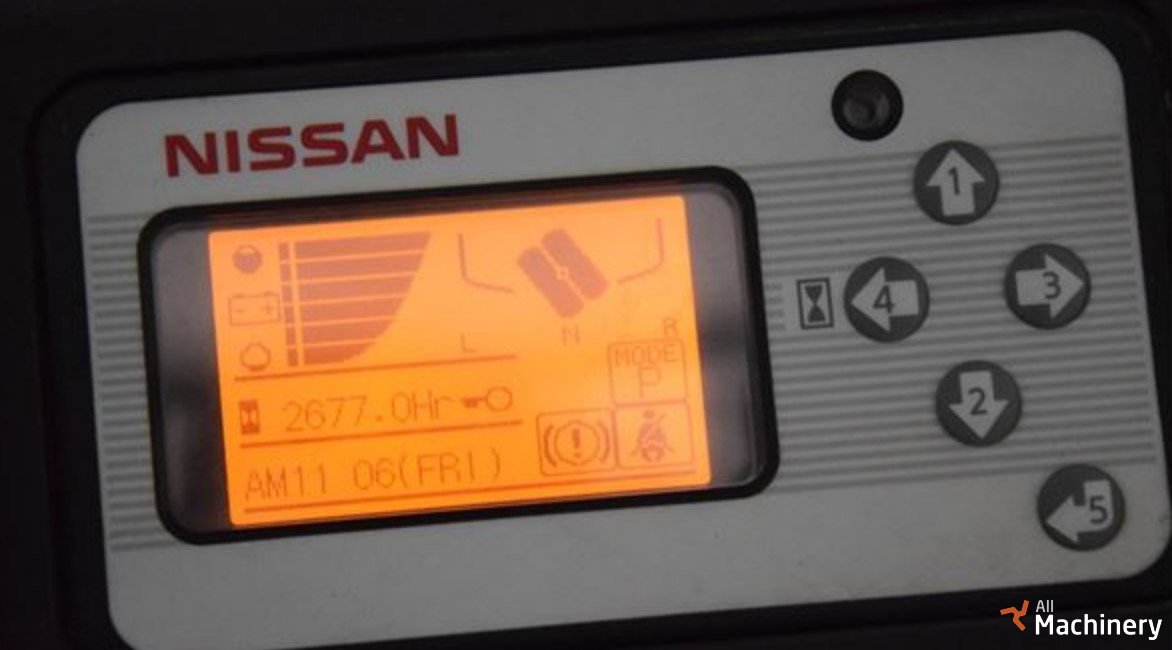 NISSAN
- +
L N R
MODE
P
2677.0Hr
AM11 06(FRI)
1
3
4
2
5
All
Machinery